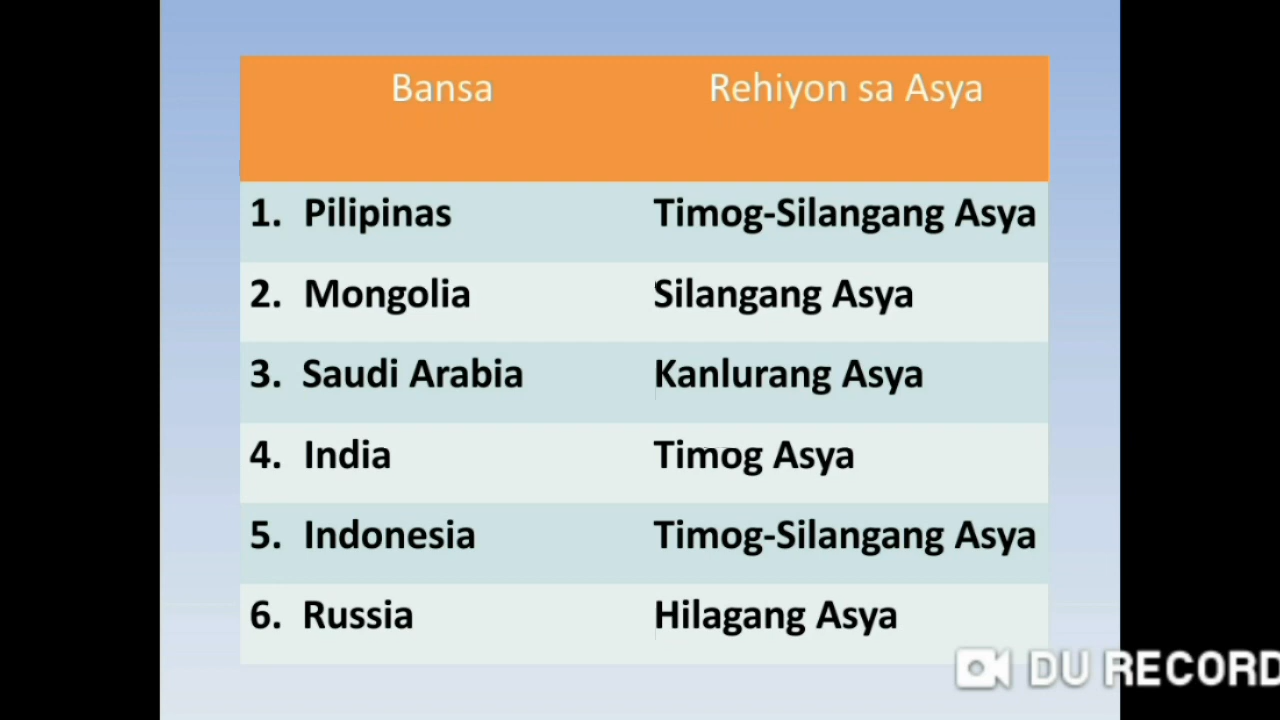 Bansa Rehiyon sa Asya
1. Pilipinas Timog-Silangang Asya
2. Mongolia Silangang Asya
3. Saudi Arabia Kanlurang Asya
4. India Timog Asya
5. Indonesia Timog-Silangang Asya
6. Russia Hilagang Asya
DU RECORD